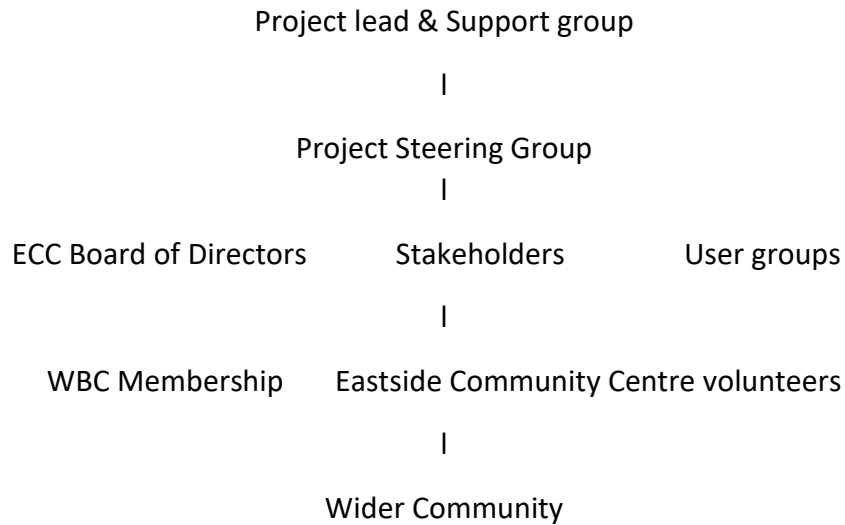 Project lead & Support group
I
Project Steering Group
I
ECC Board of Directors Stakeholders User groups
I
WBC Membership Eastside Community Centre volunteers
I
Wider Community